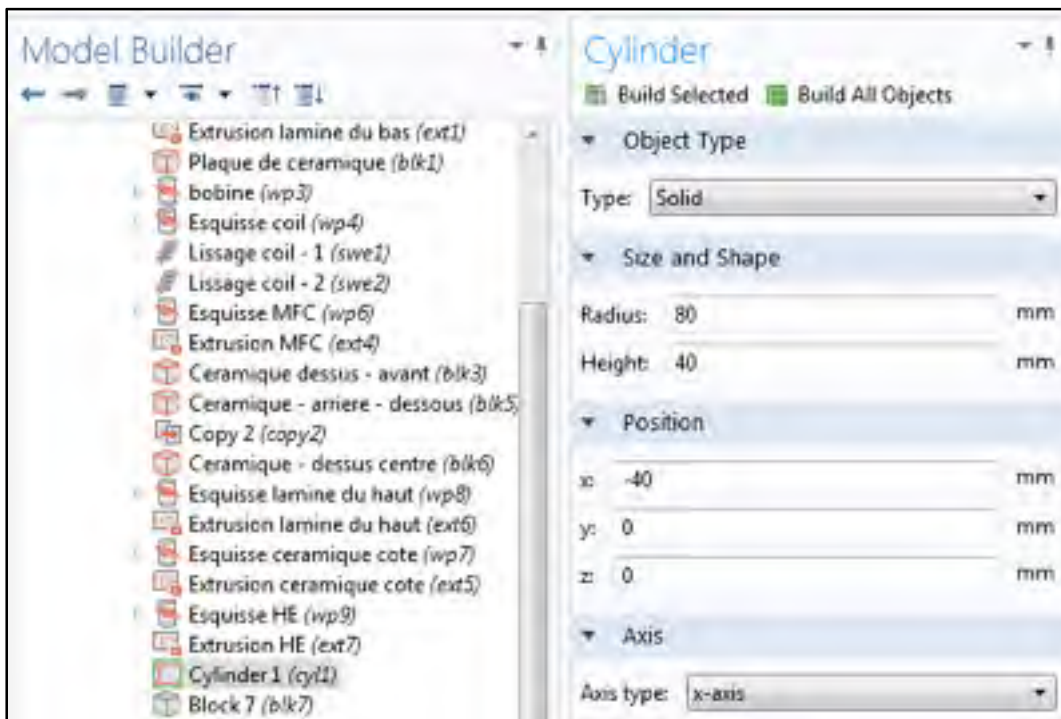 Model Builder
Extrusion lamine du bas (ext1)
Plaque de ceramique (blk1)
bobine (wp3)
Esquisse coil (wp4)
Lissage coil - 1 (swe1)
Lissage coil - 2 (swe2)
Esquisse MFC (wp6)
Extrusion MFC (ext4)
Ceramique dessus - avant (blk3)
Ceramique - arriere - dessous (blk5)
Copy 2 (copy2)
Ceramique - dessus centre (blk6)
Esquisse lamine du haut (wp8)
Extrusion lamine du haut (ext6)
Esquisse ceramique cote (wp7)
Extrusion ceramique cote (ext5)
Esquisse HE (wp9)
Extrusion HE (ext7)
Cylinder 1 (cyl1)
Block 7 (blk7)
Cylinder
Build Selected Build All Objects
Object Type
Type: Solid
Size and Shape
Radius: 80 mm
Height: 40 mm
Position
x: -40 mm
y: 0 mm
z: 0 mm
Axis
Axis type: x-axis